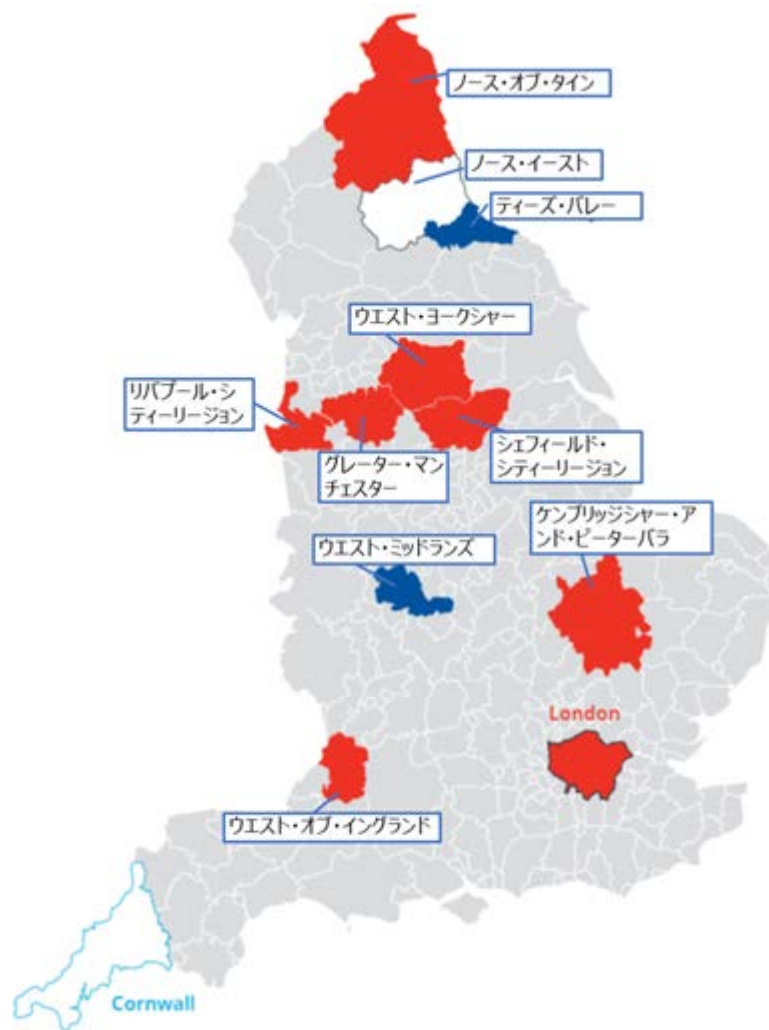 ノース・オブ・タイン
ノース・イースト
ティーズ・バレー
ウエスト・ヨークシャー
リバプール・シ
ティーリージョン
グレーター・マン
チェスター
シェフィールド・
シティーリージョン
ケンブリッジシャー・ア
ンド・ピーターバラ
ウエスト・ミッドランズ
London
ウエスト・オブ・イングランド
Cornwall